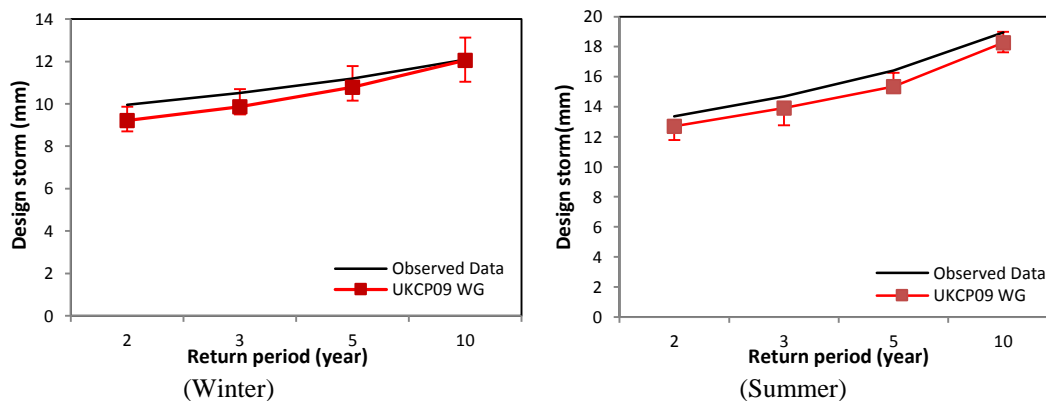 14
12
10
8
6
4
2
0
Design storm (mm)
Observed Data
UKCP09 WG
2 3 5 10
Return period (year)
(Winter)
20
18
16
14
12
10
8
6
4
2
0
Design storm(mm)
Observed Data
UKCP09 WG
2 3 5 10
Return period (year)
(Summer)